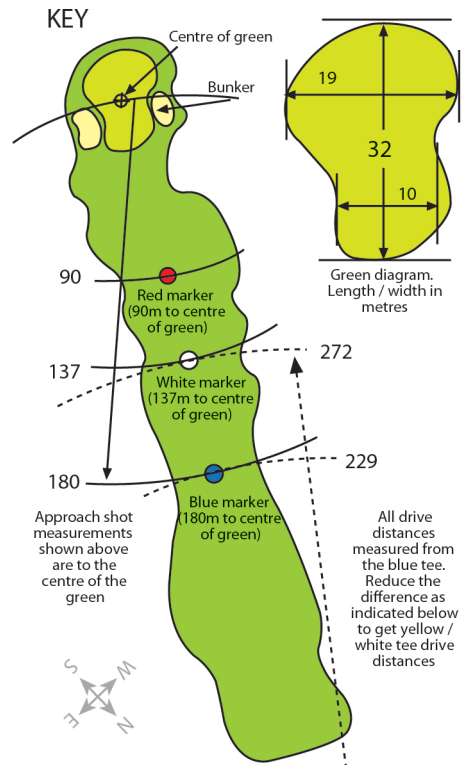 KEY
Centre of green
Bunker
19
32
10
Green diagram.
Length / width in
metres
90
Red marker
(90m to centre
of green)
272
137
White marker
(137m to centre
of green)
229
180
Blue marker
(180m to centre
of green)
Approach shot
measurements
shown above
are to the
centre of the
green
All drive
distances
measured from
the blue tee.
Reduce the
difference as
indicated below
to get yellow /
white tee drive
distances
S
W
E
N